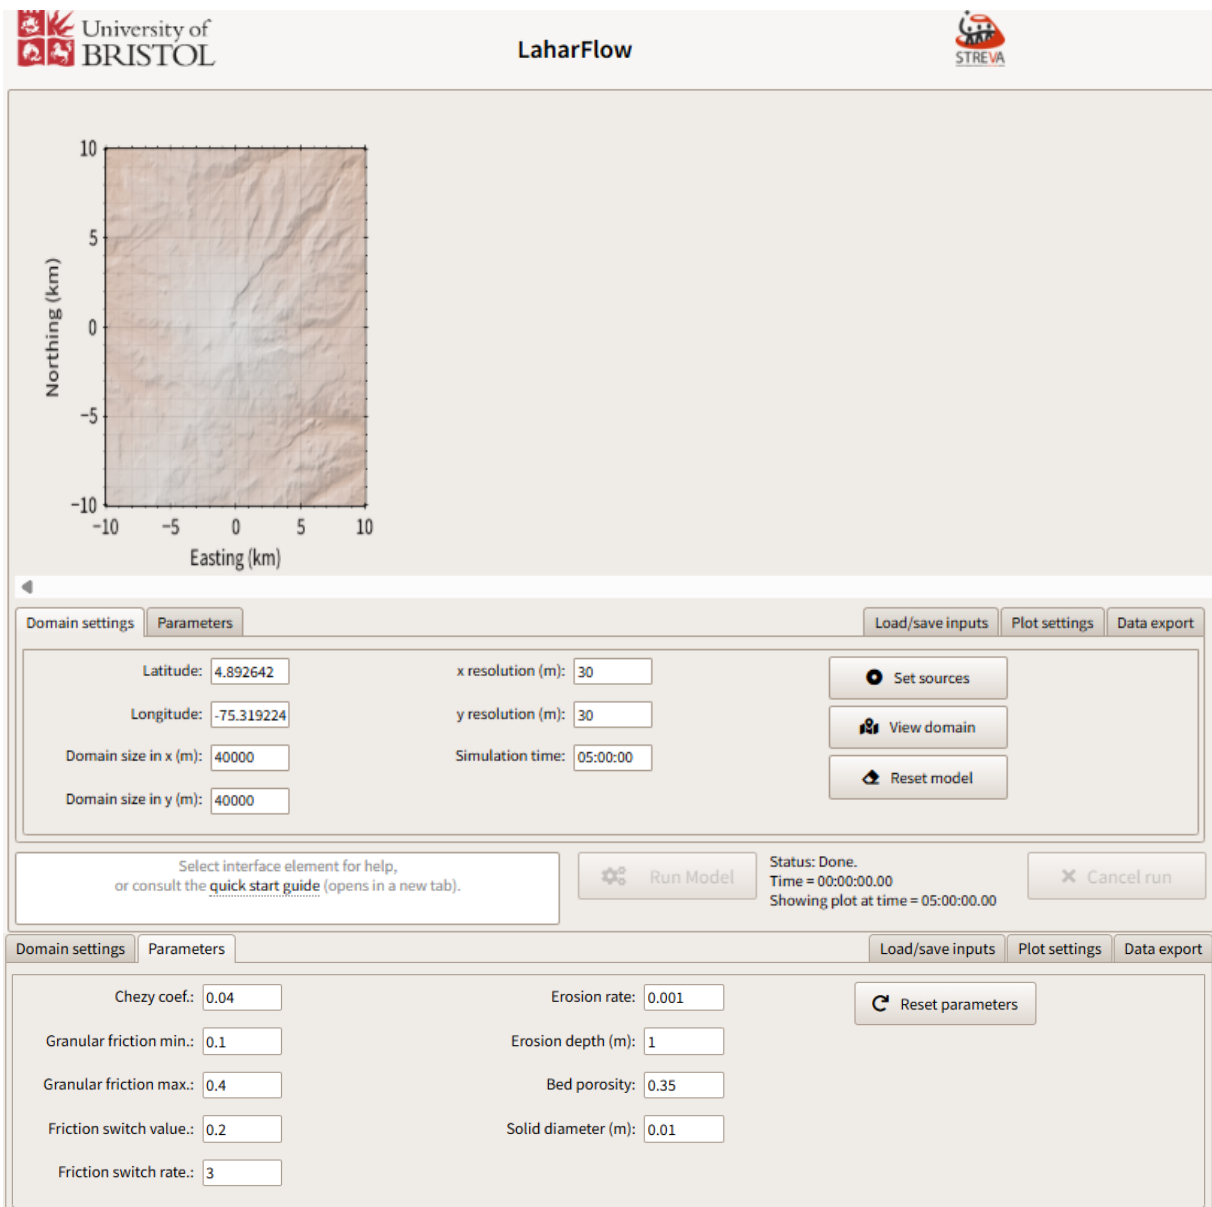 University of
BRISTOL
LaharFlow
STREVA
10
5
0
−5
−10
Northing (km)
−10 −5 0 5 10
Easting (km)
Domain settings Parameters Load/save inputs Plot settings Data export
Latitude: 4.892642 x resolution (m): 30 Set sources
Longitude: -75.319224 y resolution (m): 30 View domain
Domain size in x (m): 40000 Simulation time: 05:00:00 Reset model
Domain size in y (m): 40000
Select interface element for help,
or consult the quick start guide (opens in a new tab).
Run Model
Status: Done.
Time = 00:00:00.00
Showing plot at time = 05:00:00.00
Cancel run
Domain settings Parameters Load/save inputs Plot settings Data export
Chezy coef.: 0.04 Erosion rate: 0.001 Reset parameters
Granular friction min.: 0.1 Erosion depth (m): 1
Granular friction max.: 0.4 Bed porosity: 0.35
Friction switch value.: 0.2 Solid diameter (m): 0.01
Friction switch rate.: 3